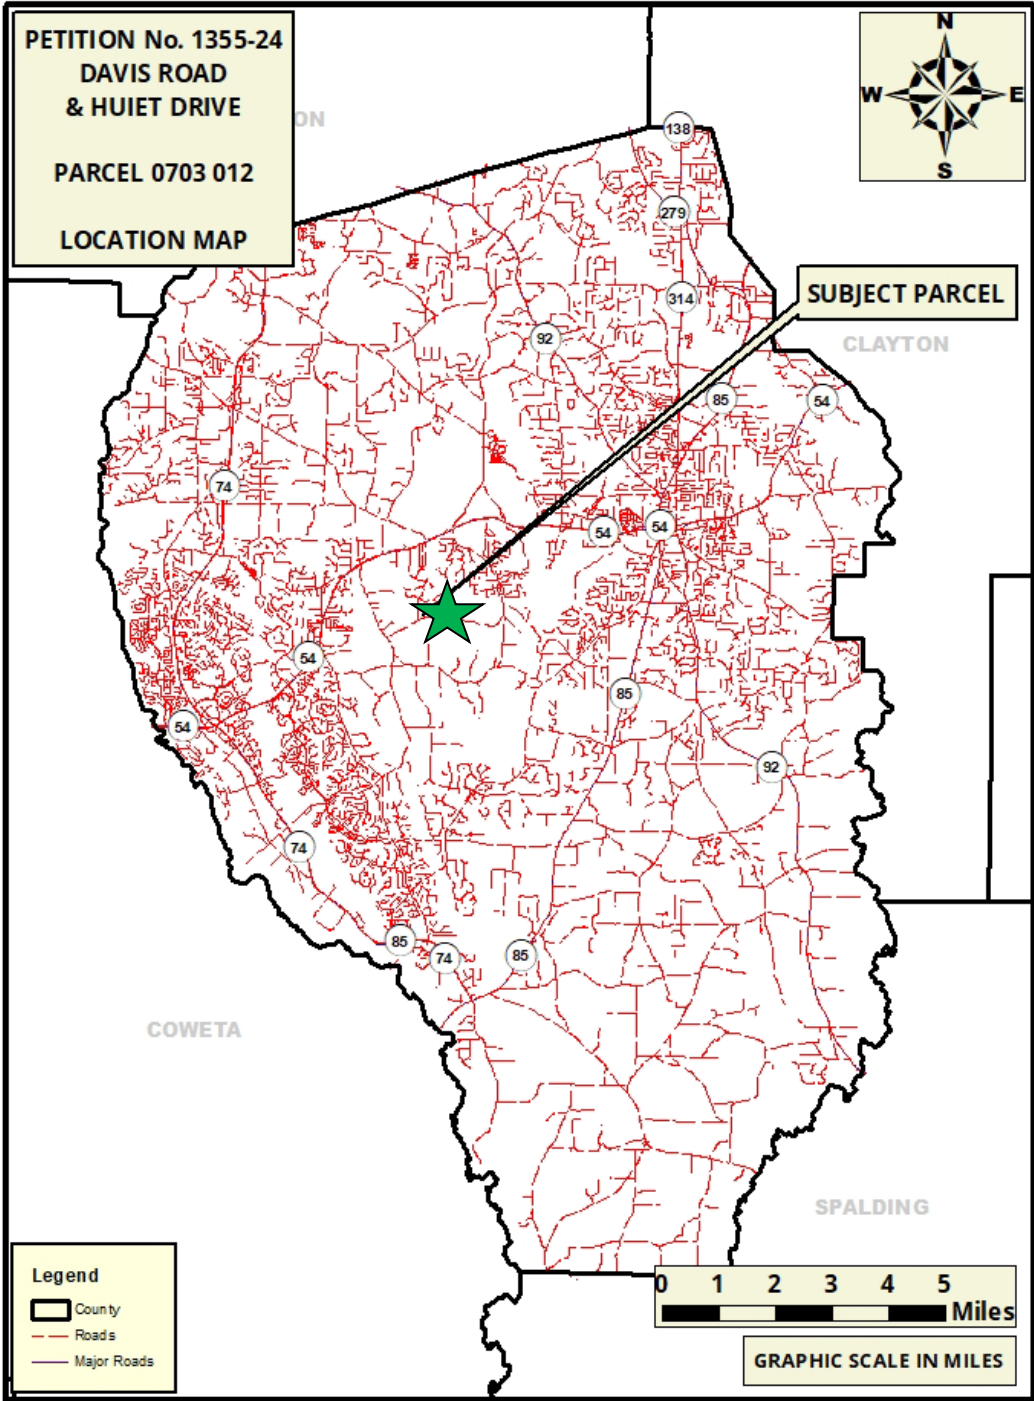 PETITION No. 1355-24
DAVIS ROAD
& HUIET DRIVE
PARCEL 0703 012
LOCATION MAP
ON
N
W E
S
138
279
SUBJECT PARCEL
314
92
CLAYTON
85
54
74
54
54
54
85
54
92
74
85
74
85
COWETA
SPALDING
Legend
County
Roads
Major Roads
0 1 2 3 4 5
Miles
GRAPHIC SCALE IN MILES